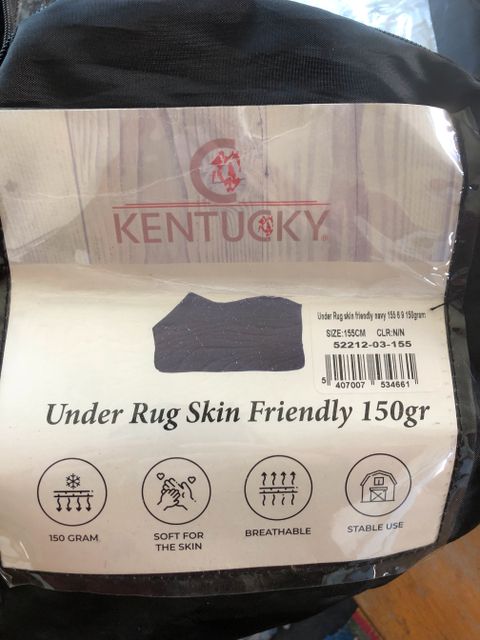 KENTUCKY
Under Rug skin friendly navy 155 6 9 150gram
SIZE:155CM CLR:N/N
52212-03-155
5 407007 534661
Under Rug Skin Friendly 150gr
150 GRAM
SOFT FOR
THE SKIN
BREATHABLE
STABLE USE